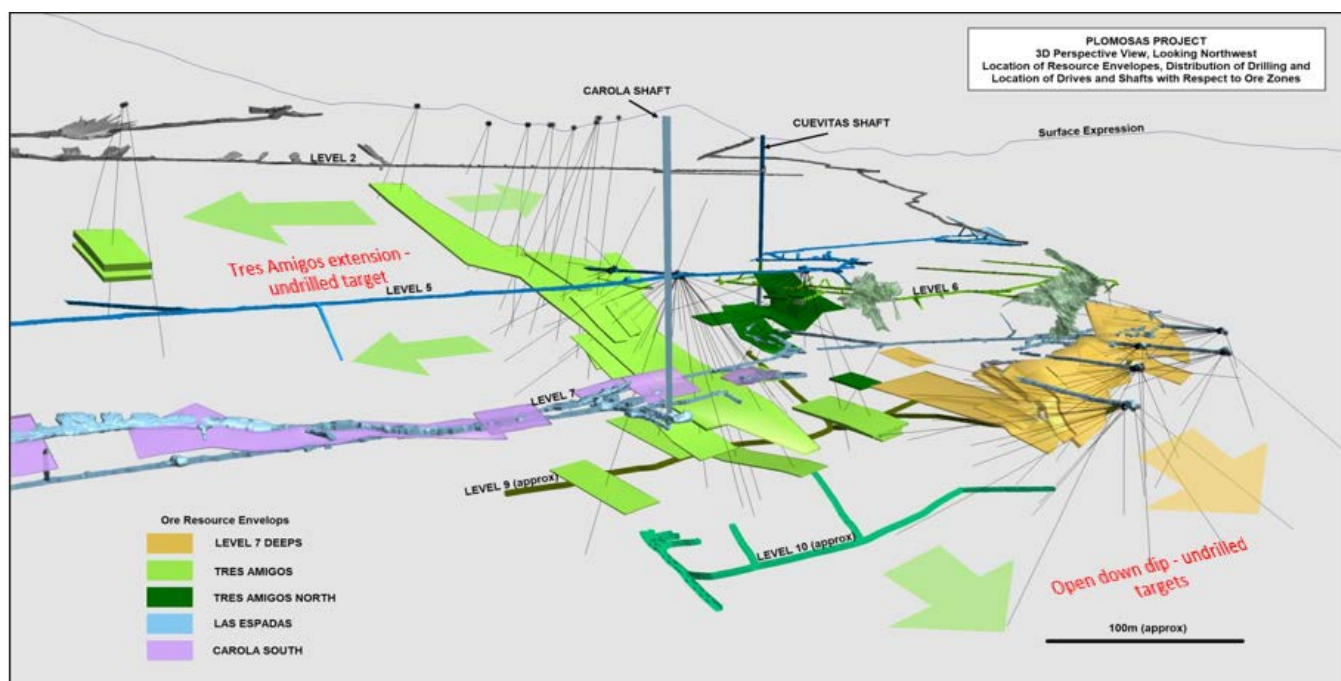 PLOMOSAS PROJECT
3D Perspective View, Looking Northwest
Location of Resource Envelopes, Distribution of Drilling and
Location of Drives and Shafts with Respect to Ore Zones
CAROLA SHAFT
CUEVITAS SHAFT
Surface Expression
LEVEL 2
Tres Amigos extension -
undrilled target
LEVEL 5
LEVEL 6
LEVEL 7
LEVEL 9 (approx)
LEVEL 10 (approx)
Open down dip - undrilled
targets
100m (approx)
Ore Resource Envelops
LEVEL 7 DEEPS
TRES AMIGOS
TRES AMIGOS NORTH
LAS ESPADAS
CAROLA SOUTH